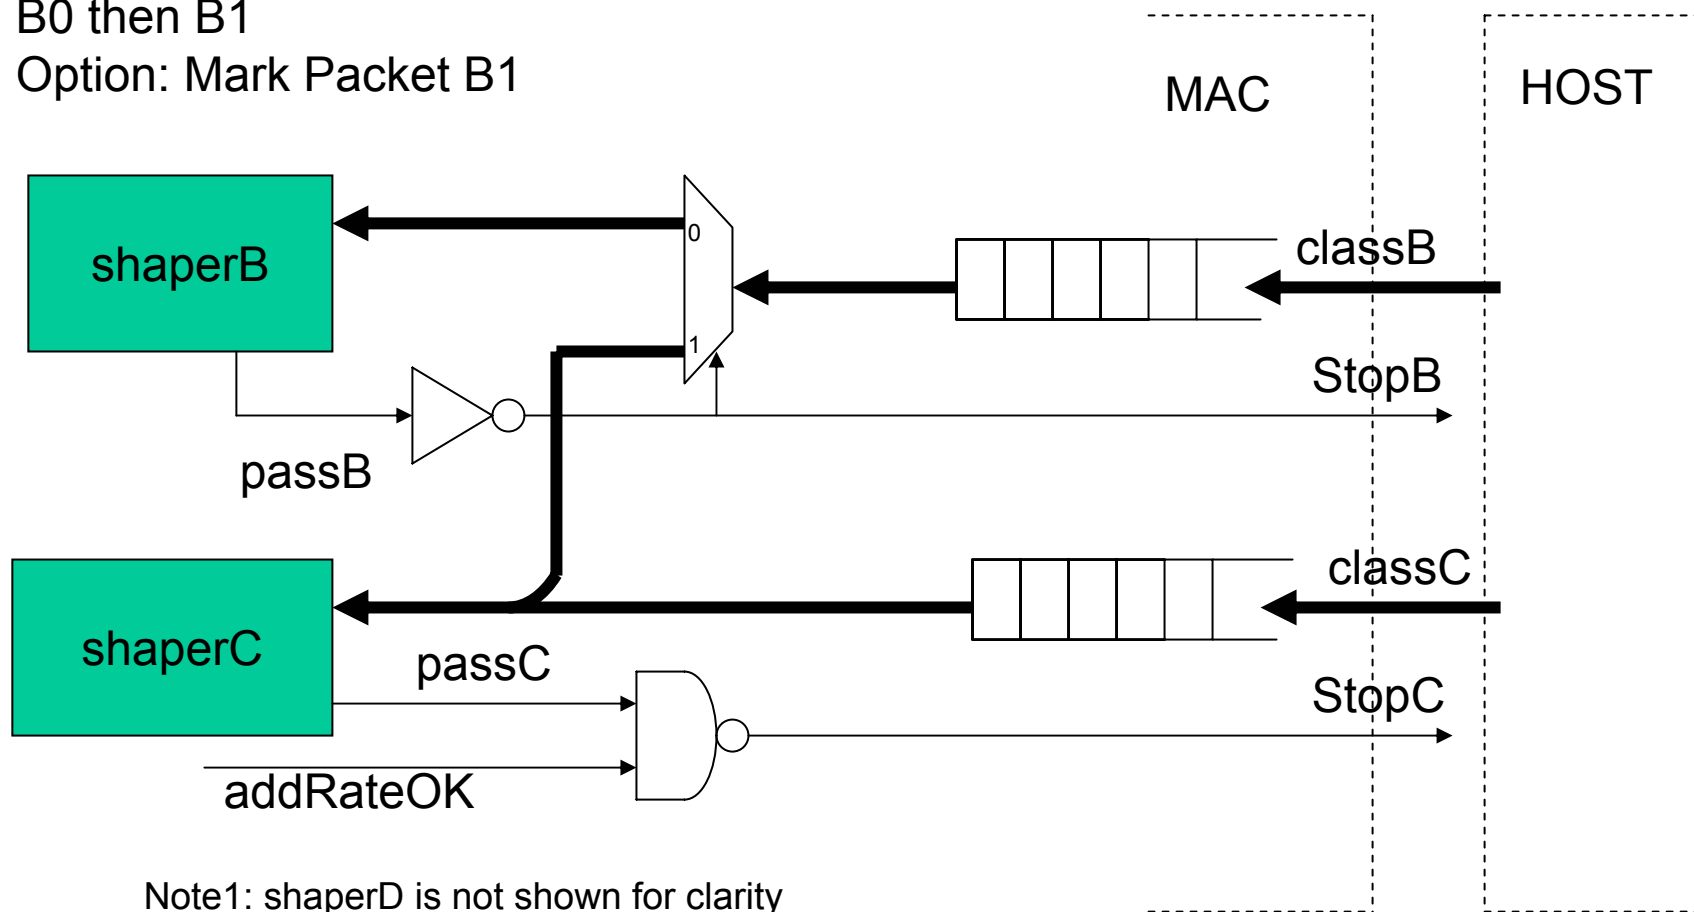 B0 then B1
Option: Mark Packet B1
MAC
HOST
shaperB
0
classB
1
StopB
passB
classC
shaperC
passC
StopC
addRateOK
Note1: shaperD is not shown for clarity